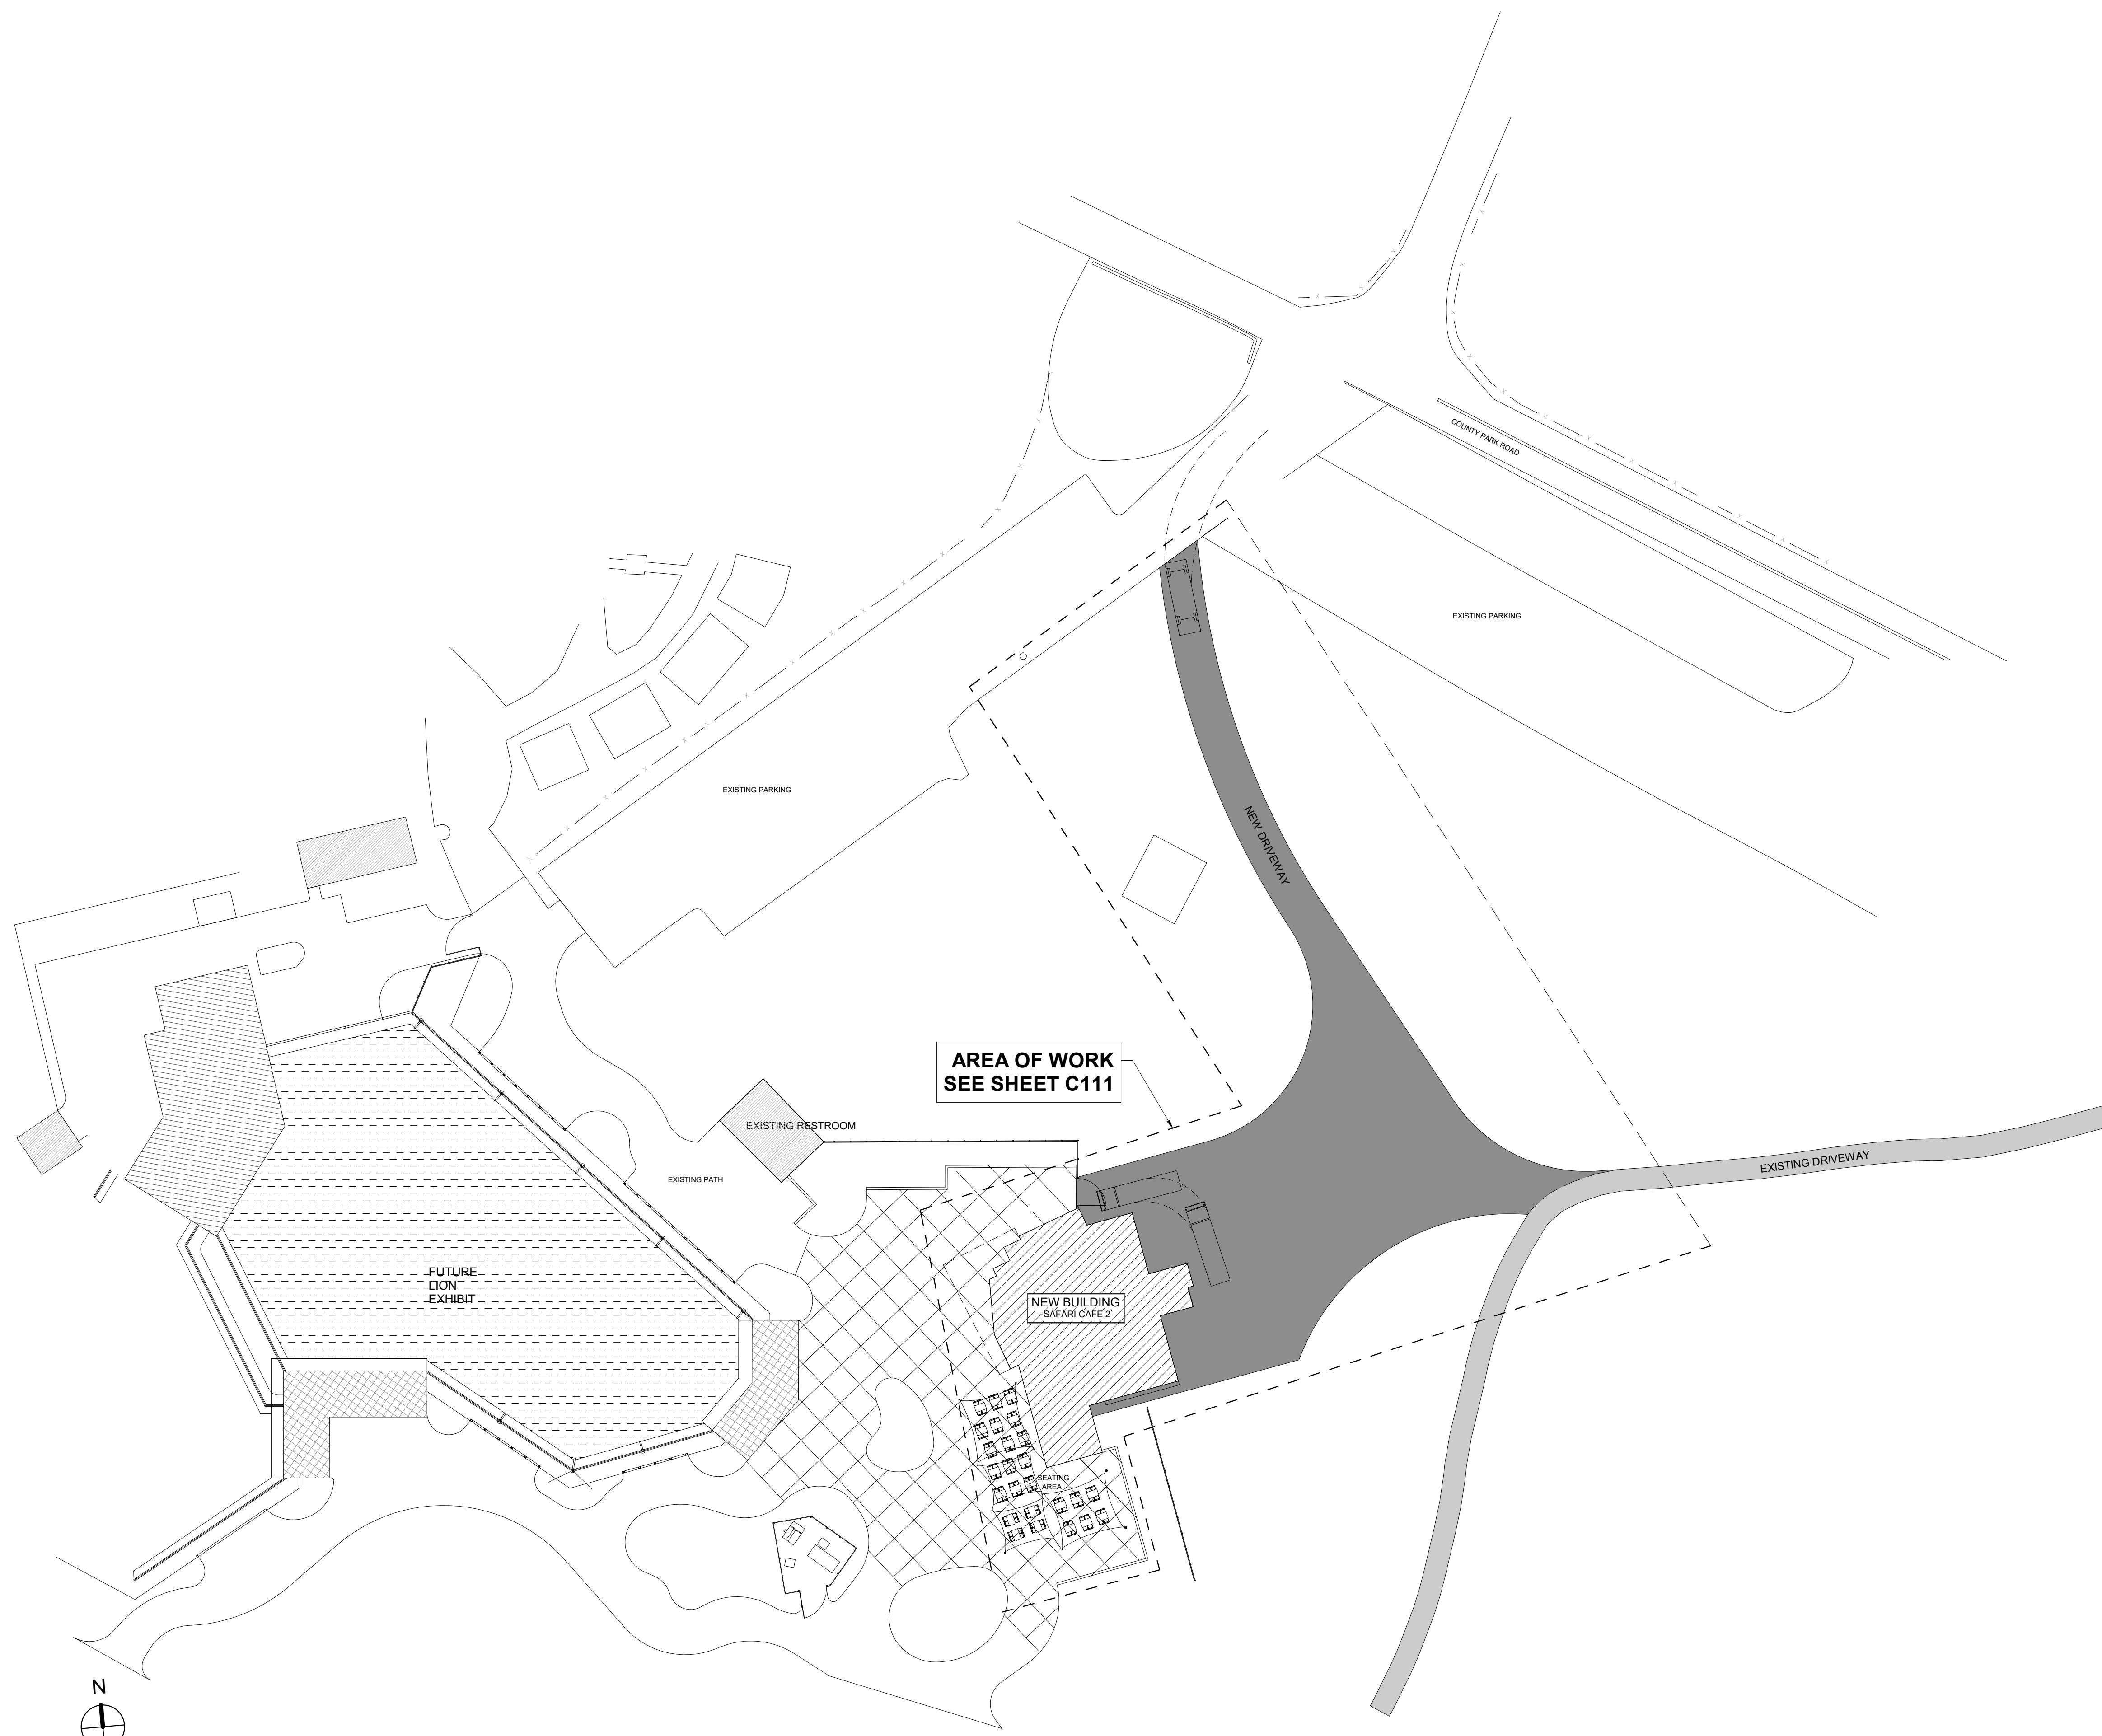 COUNTY PARK ROAD
EXISTING PARKING
EXISTING PARKING
NEW DRIVEWAY
AREA OF WORK
SEE SHEET C111
EXISTING RESTROOM
EXISTING PATH
EXISTING DRIVEWAY
FUTURE
LION
EXHIBIT
NEW BUILDING
SAFARI CAFE 2
SEATING
AREA
N